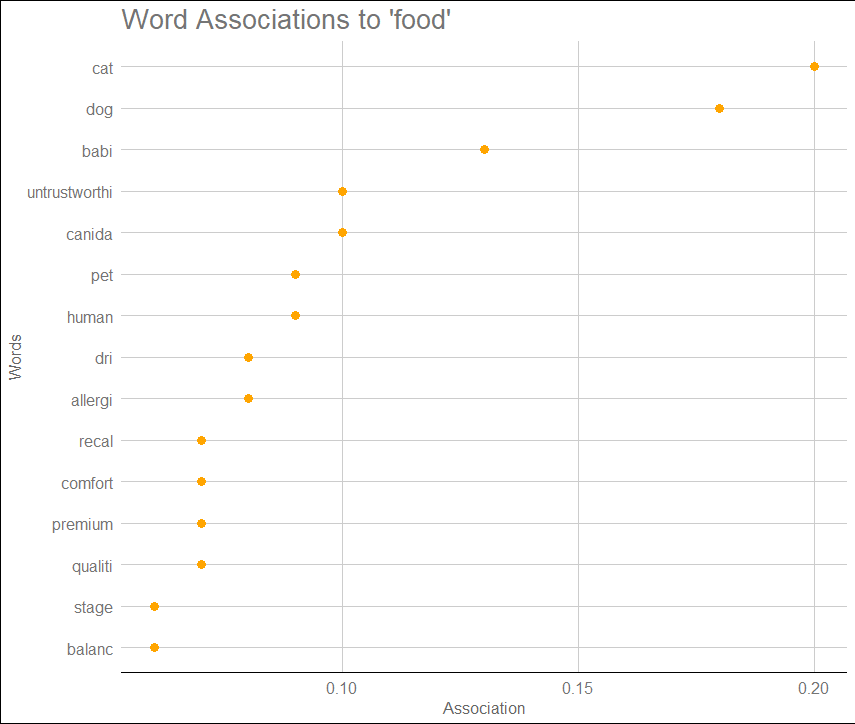 Word Associations to 'food'
cat
dog
babi
untrustworthi
canida
pet
human
dri
allergi
recal
comfort
premium
qualiti
stage
balanc
Words
0.10
0.15
0.20
Association